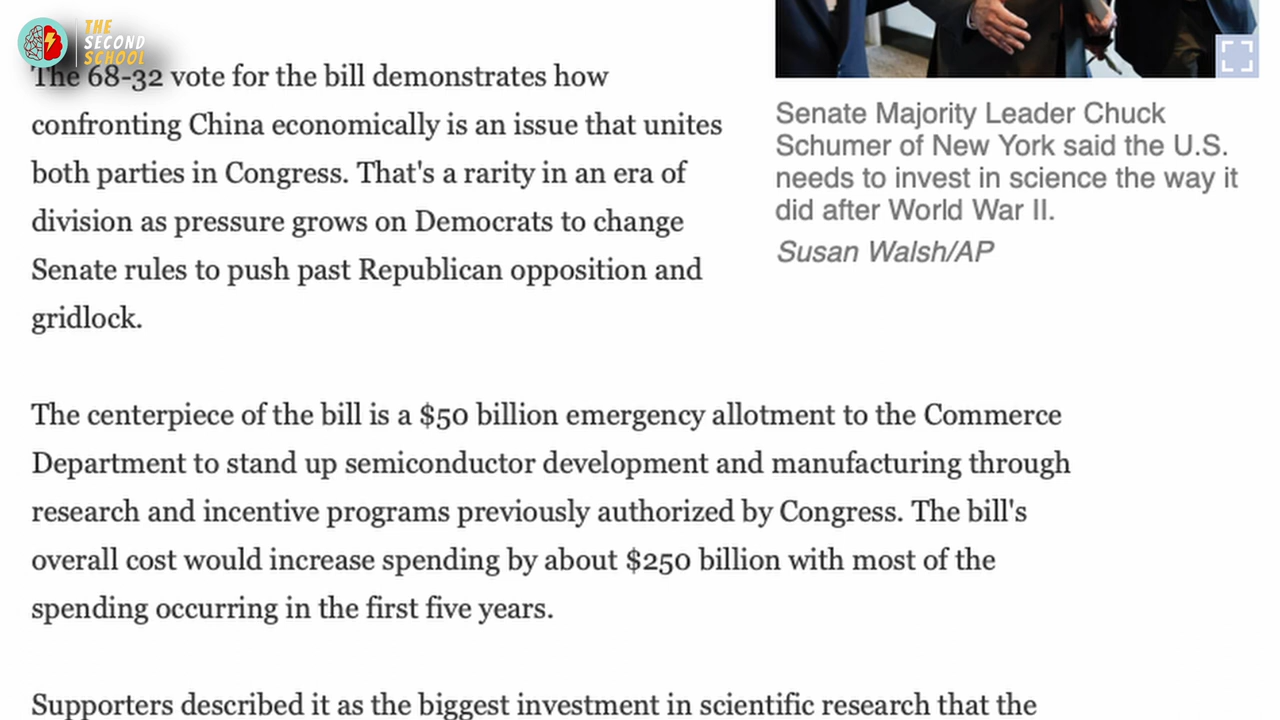 THE
SECOND
SCHOOL
The 68-32 vote for the bill demonstrates how
confronting China economically is an issue that unites
both parties in Congress. That's a rarity in an era of
division as pressure grows on Democrats to change
Senate rules to push past Republican opposition and
gridlock.
Senate Majority Leader Chuck
Schumer of New York said the U.S.
needs to invest in science the way it
did after World War II.
Susan Walsh/AP
The centerpiece of the bill is a $50 billion emergency allotment to the Commerce
Department to stand up semiconductor development and manufacturing through
research and incentive programs previously authorized by Congress. The bill's
overall cost would increase spending by about $250 billion with most of the
spending occurring in the first five years.
Supporters described it as the biggest investment in scientific research that the